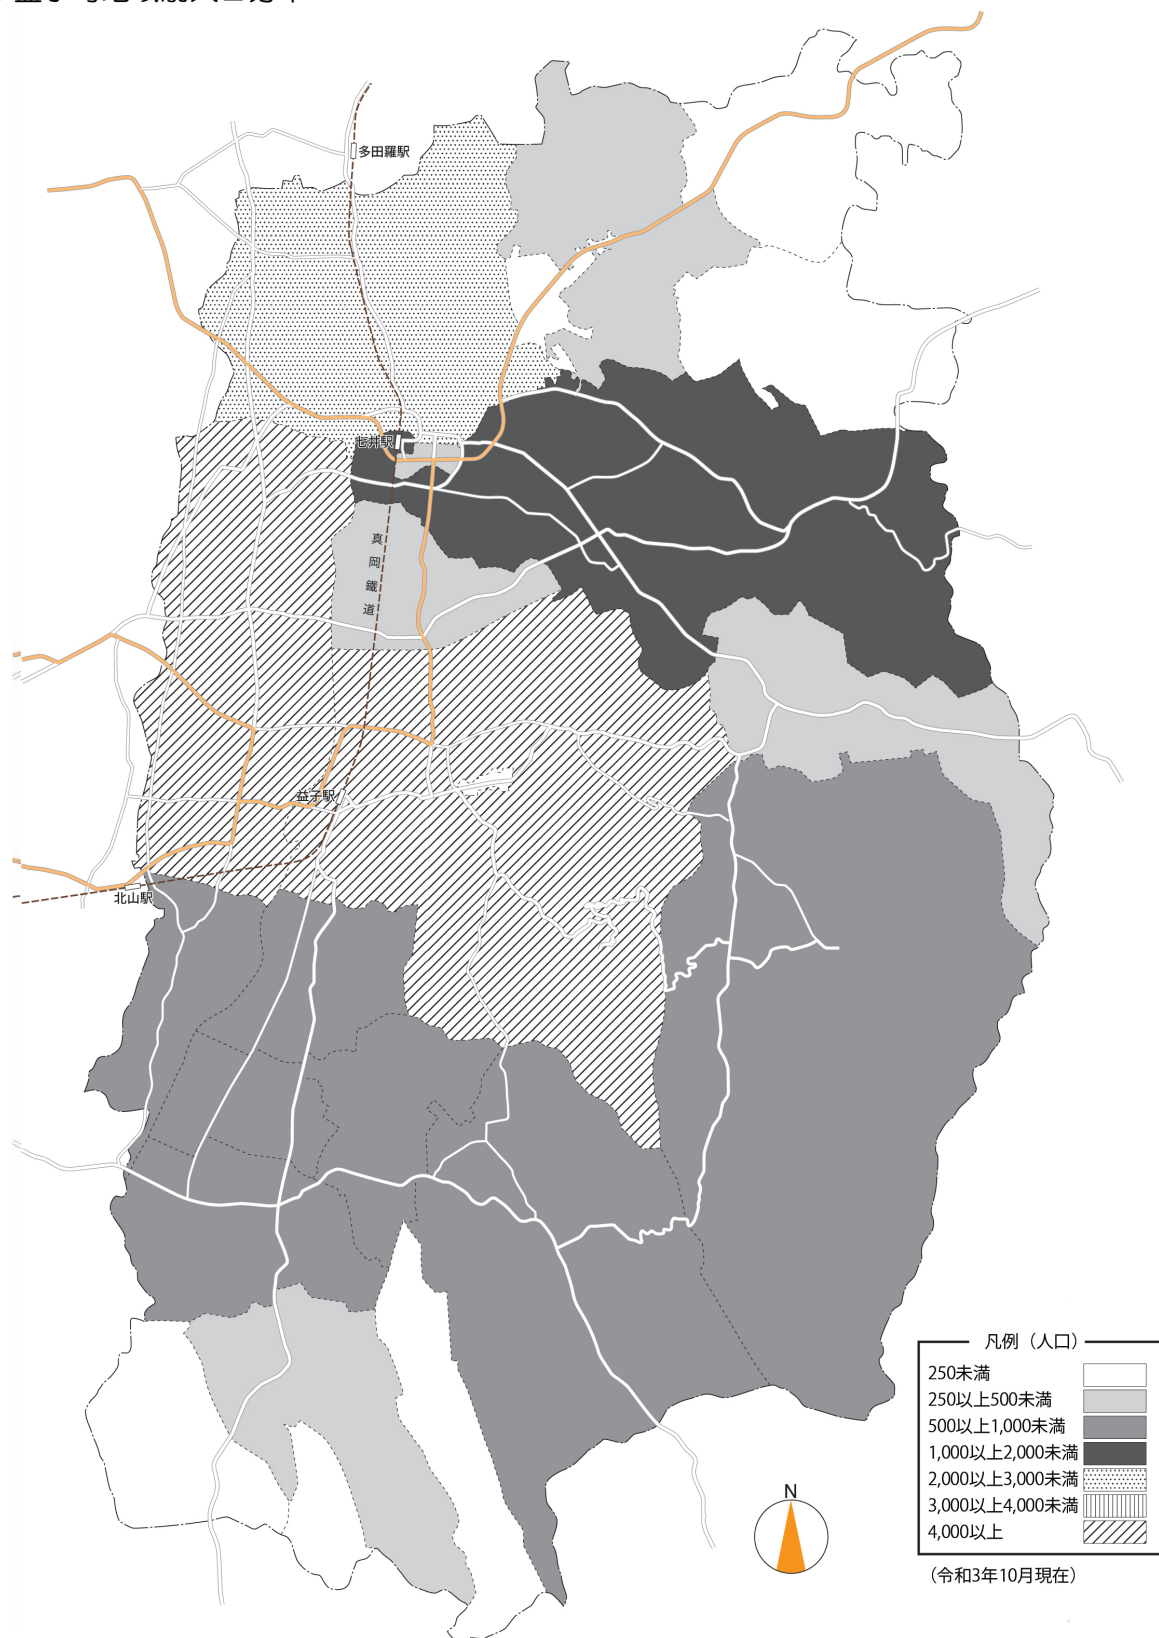 多田羅駅
七井駅
真岡鐵道
益子駅
北山駅
凡例（人口）
250未満
250以上500未満
500以上1,000未満
1,000以上2,000未満
2,000以上3,000未満
3,000以上4,000未満
4,000以上
N
（令和3年10月現在）